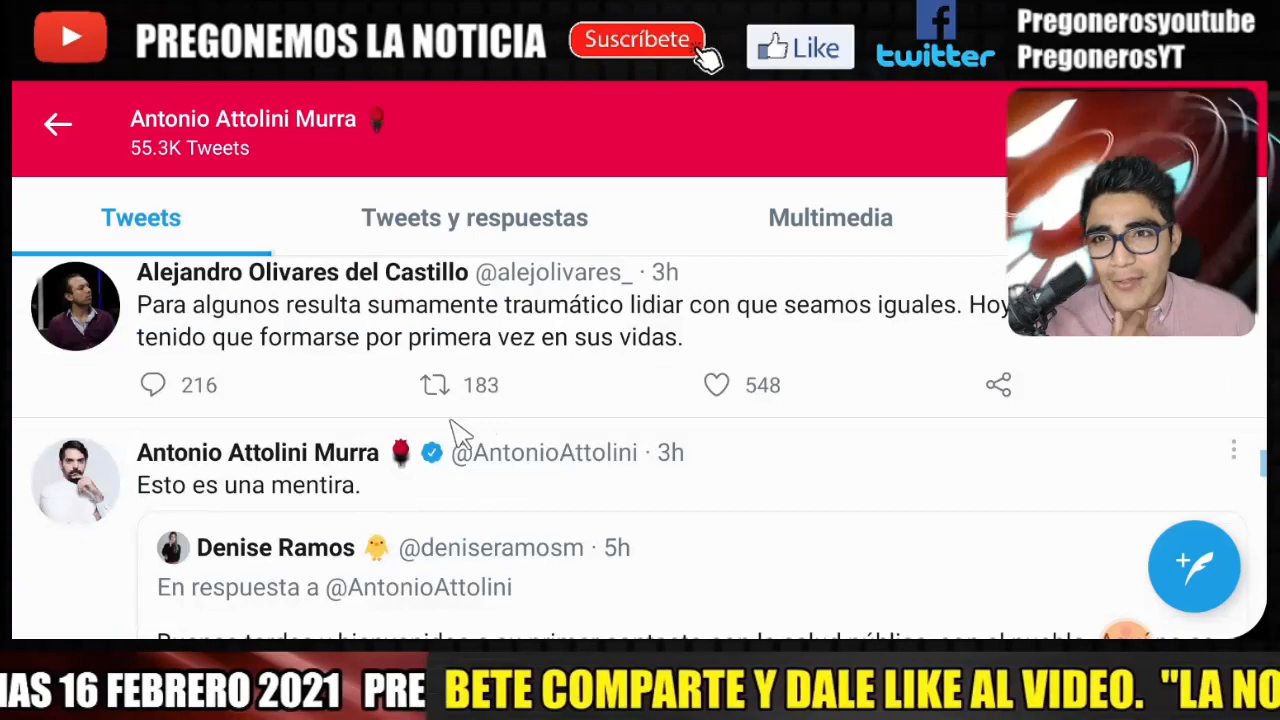 PREGONEMOS LA NOTICIA
Suscríbete
Like
twitter
Pregonerosyoutube
PregonerosYT
Antonio Attolini Murra
55.3K Tweets
Tweets
Tweets y respuestas
Multimedia
Alejandro Olivares del Castillo @alejolivares_ · 3h
Para algunos resulta sumamente traumático lidiar con que seamos iguales. Hoy
tenido que formarse por primera vez en sus vidas.
216
183
548
Antonio Attolini Murra @AntonioAttolini · 3h
Esto es una mentira.
Denise Ramos @deniseramosm · 5h
En respuesta a @AntonioAttolini
IAS 16 FEBRERO 2021 PRE
BETE COMPARTE Y DALE LIKE AL VIDEO. "LA NO